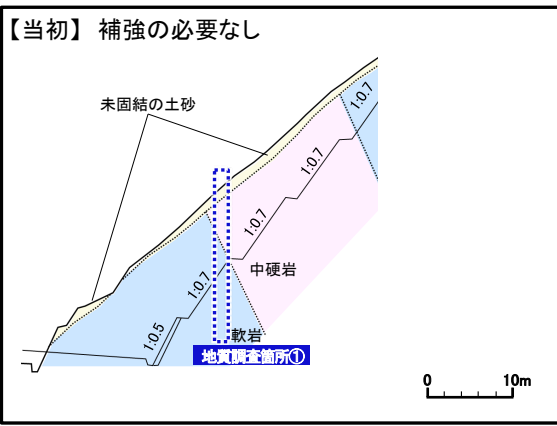 【当初】 補強の必要なし
未固結の土砂
1:0.7
1:0.7
1:0.7
中硬岩
1:0.7
1:0.5
軟岩
地質調査箇所①
0 10m